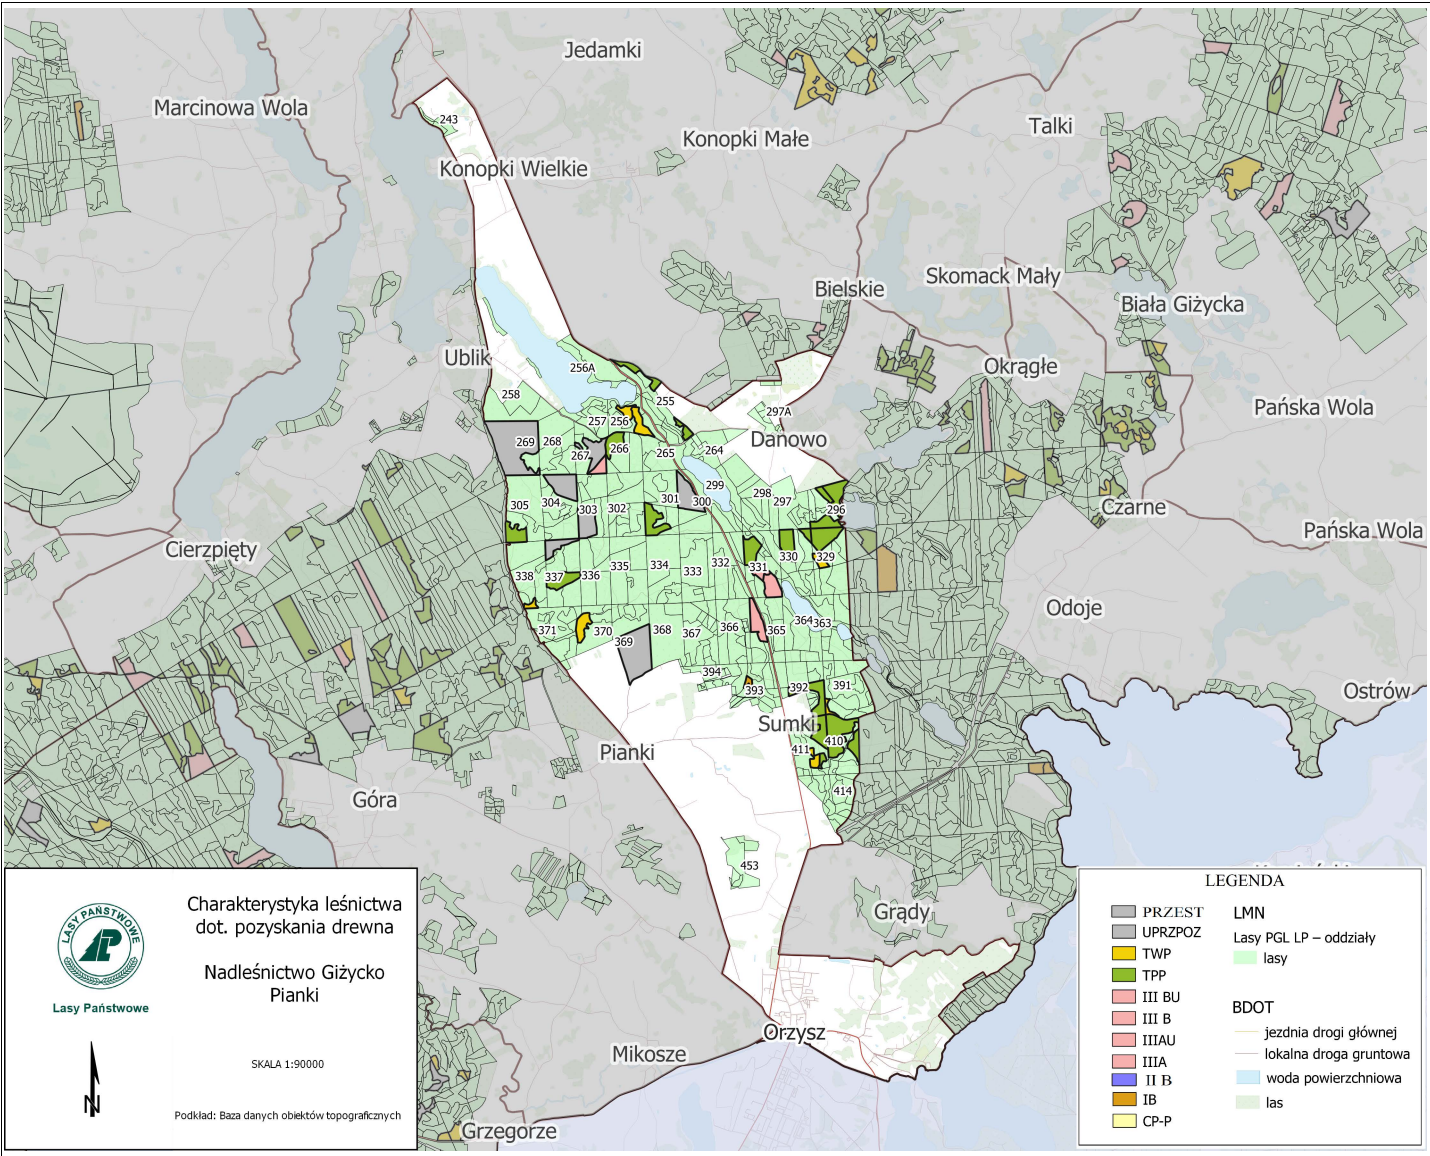 Jedamki
Marcinowa Wola
243
Konopki Małe
Talki
Konopki Wielkie
Skomack Mały
Bielskie
Biała Giżycka
Ublik
256A
Okrągłe
258
255
297A
Pańska Wola
257
256
Danowo
269
268
267
266
265
264
299
298
297
305
304
303
302
301
300
296
Czarne
Pańska Wola
Cierzpięty
338
337
336
335
334
333
332
331
330
329
Odoje
371
370
369
368
367
366
365
364
363
394
393
392
391
Ostrów
Sumki
Pianki
411
410
414
Góra
453
Grądy
Orzysz
Mikosze
Grzegorze
Charakterystyka leśnictwa
dot. pozyskania drewna
Nadleśnictwo Giżycko
Pianki
LASY PAŃSTWOWE
Lasy Państwowe
SKALA 1:90000
N
Podkład: Baza danych obiektów topograficznych
LEGENDA
PRZEST
UPRZPOZ
TWP
TPP
III BU
III B
IIIAU
IIIA
II B
IB
CP-P
LMN
Lasy PGL LP – oddziały
lasy
BDOT
jezdnia drogi głównej
lokalna droga gruntowa
woda powierzchniowa
las